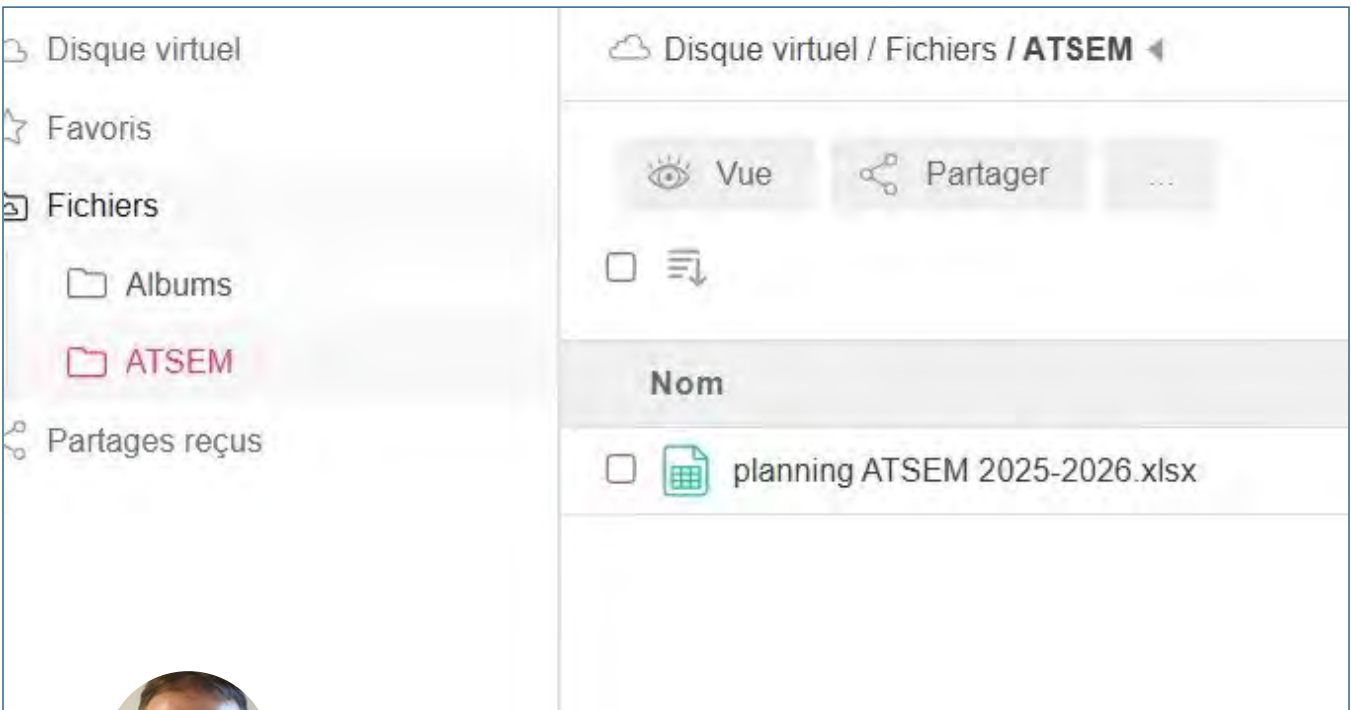 Disque virtuel
Favoris
Fichiers
Albums
ATSEM
Partages reçus
Disque virtuel / Fichiers / ATSEM
Vue
Partager
...
Nom
planning ATSEM 2025-2026.xlsx